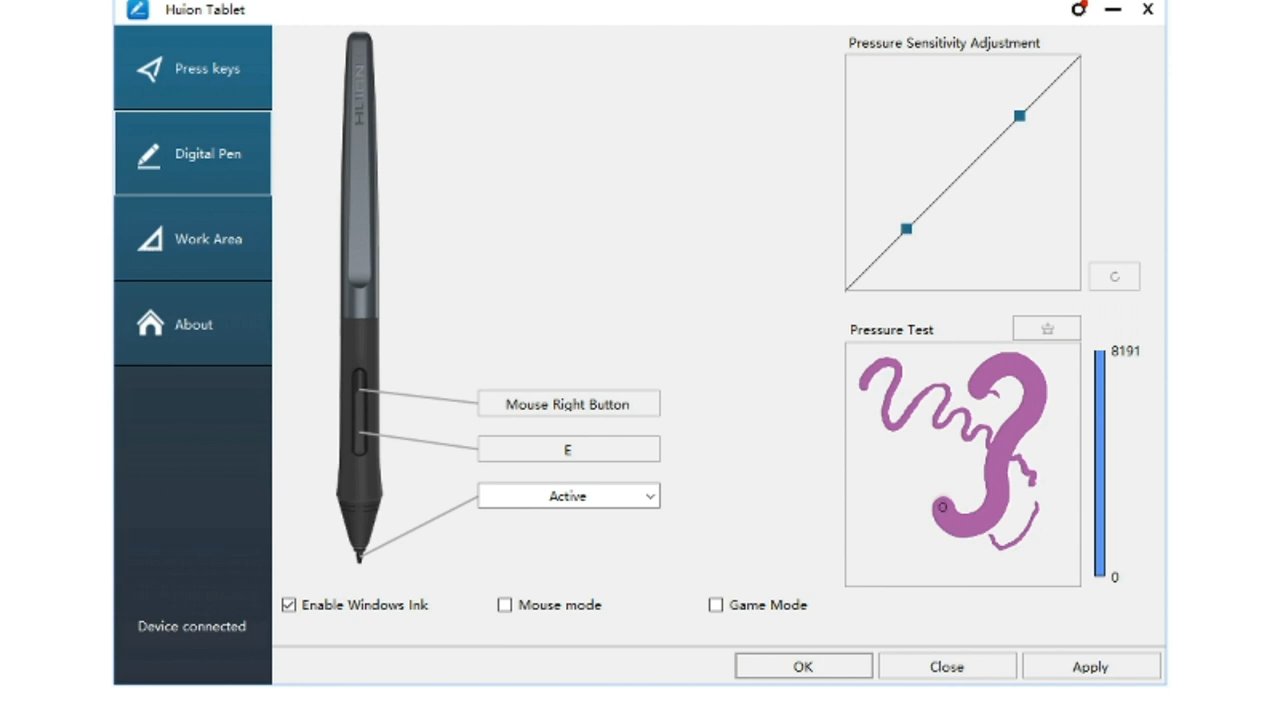 Huion Tablet
Press keys
Digital Pen
Work Area
About
Device connected
HUION
Mouse Right Button
E
Active
Enable Windows Ink
Mouse mode
Game Mode
Pressure Sensitivity Adjustment
Pressure Test
8191
0
OK
Close
Apply